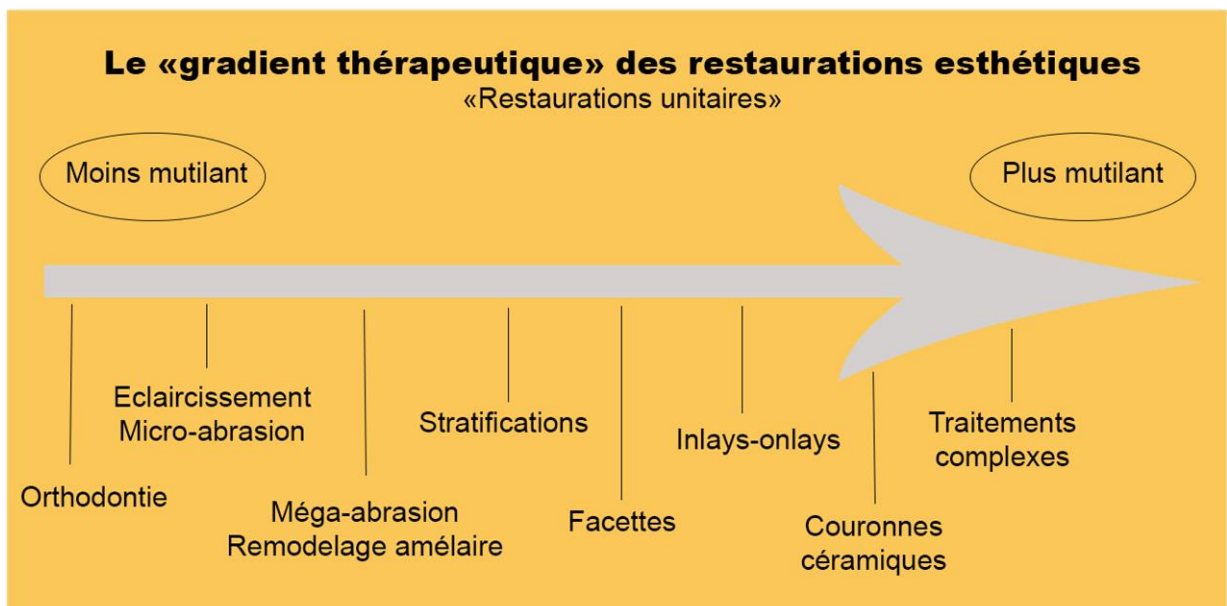 Le «gradient thérapeutique» des restaurations esthétiques
«Restaurations unitaires»
Moins mutilant
Plus mutilant
Orthodontie
Eclaircissement
Micro-abrasion
Méga-abrasion
Remodelage amélaire
Stratifications
Facettes
Inlays-onlays
Couronnes
céramiques
Traitements
complexes